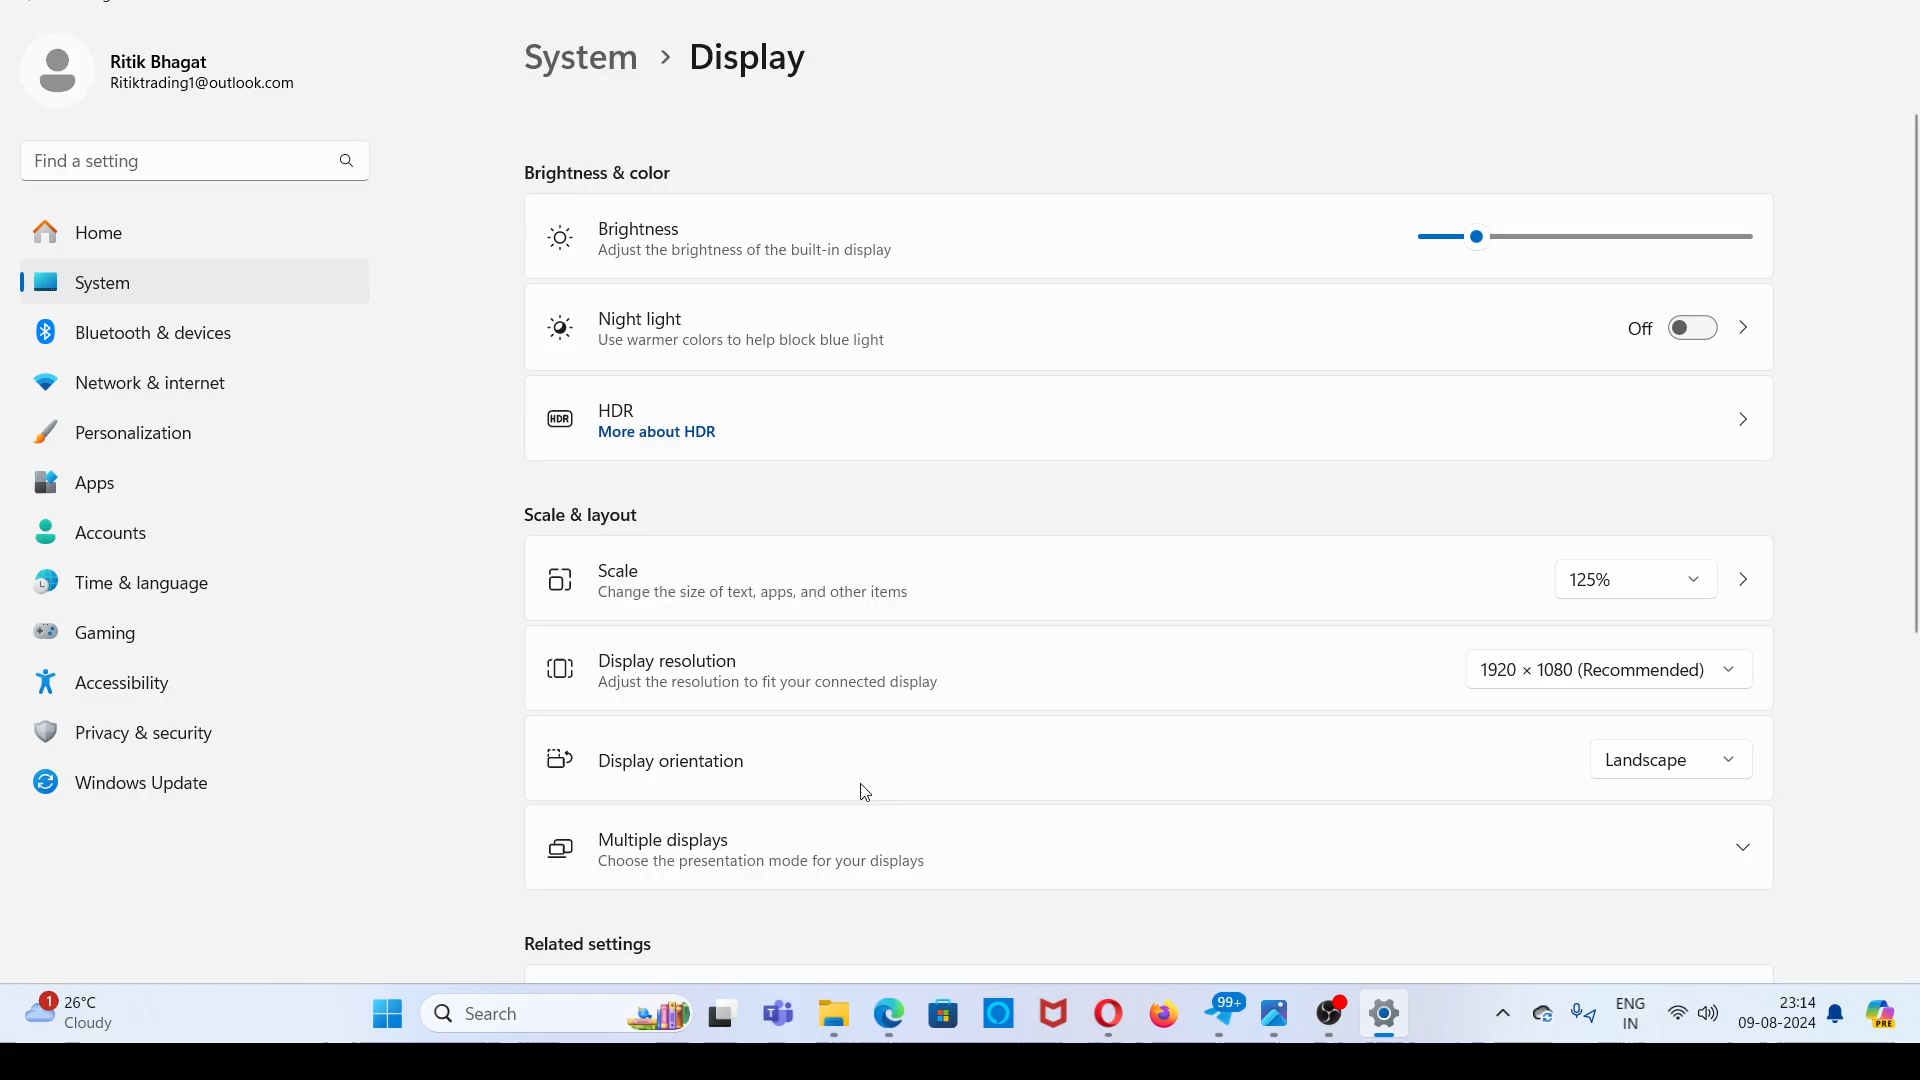 Ritik Bhagat
Ritiktrading1@outlook.com
Find a setting
Home
System
Bluetooth & devices
Network & internet
Personalization
Apps
Accounts
Time & language
Gaming
Accessibility
Privacy & security
Windows Update
System > Display
Brightness & color
Brightness
Adjust the brightness of the built-in display
Night light
Use warmer colors to help block blue light
Off
HDR
HDR
More about HDR
Scale & layout
Scale
Change the size of text, apps, and other items
125%
Display resolution
Adjust the resolution to fit your connected display
1920 × 1080 (Recommended)
Display orientation
Landscape
Multiple displays
Choose the presentation mode for your displays
Related settings
1
26°C
Cloudy
Search
99+
ENG
IN
23:14
09-08-2024
PRE